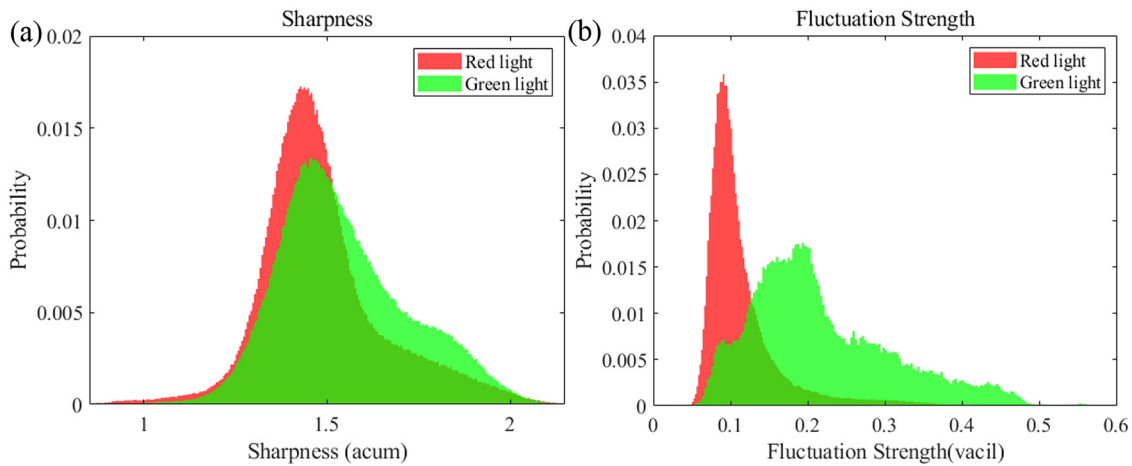 (a)
Sharpness
0.02
0.015
0.01
0.005
0
Probability
Red light
Green light
1
1.5
2
Sharpness (acum)
(b)
Fluctuation Strength
0.04
0.035
0.03
0.025
0.02
0.015
0.01
0.005
0
Probability
Red light
Green light
0
0.1
0.2
0.3
0.4
0.5
0.6
Fluctuation Strength(vacil)